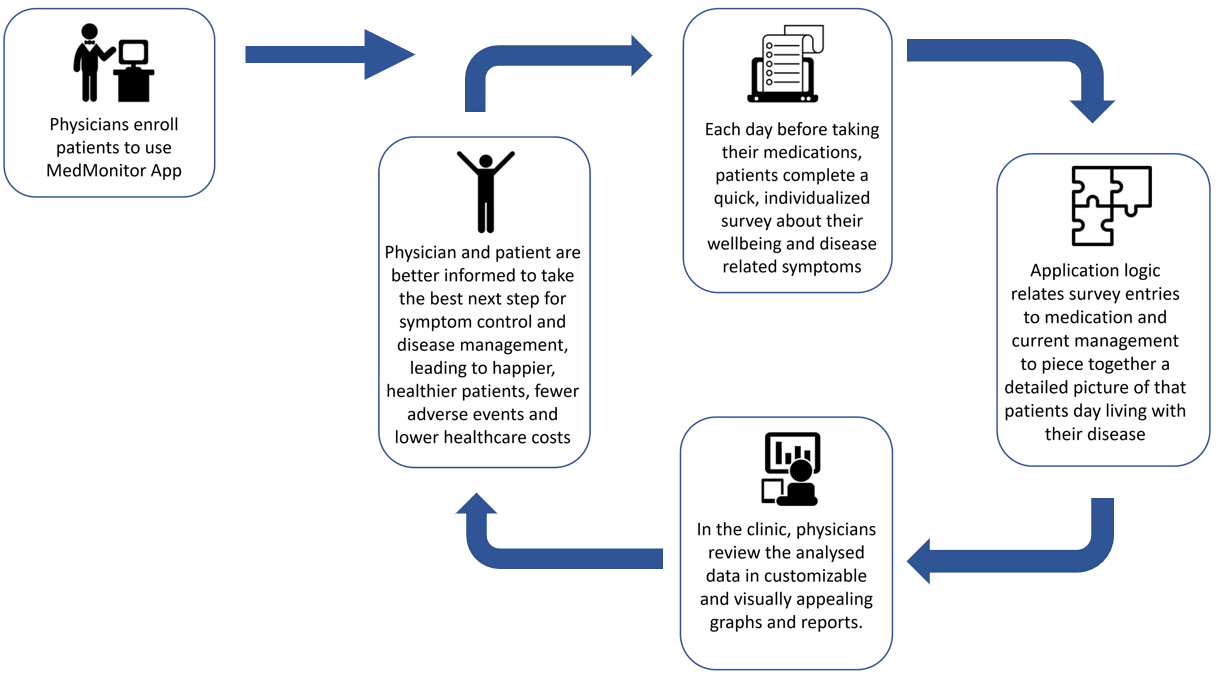 Physicians enroll
patients to use
MedMonitor App
Each day before taking
their medications,
patients complete a
quick, individualized
survey about their
wellbeing and disease
related symptoms
Application logic
relates survey entries
to medication and
current management
to piece together a
detailed picture of that
patients day living with
their disease
In the clinic, physicians
review the analysed
data in customizable
and visually appealing
graphs and reports.
Physician and patient are
better informed to take
the best next step for
symptom control and
disease management,
leading to happier,
healthier patients, fewer
adverse events and
lower healthcare costs